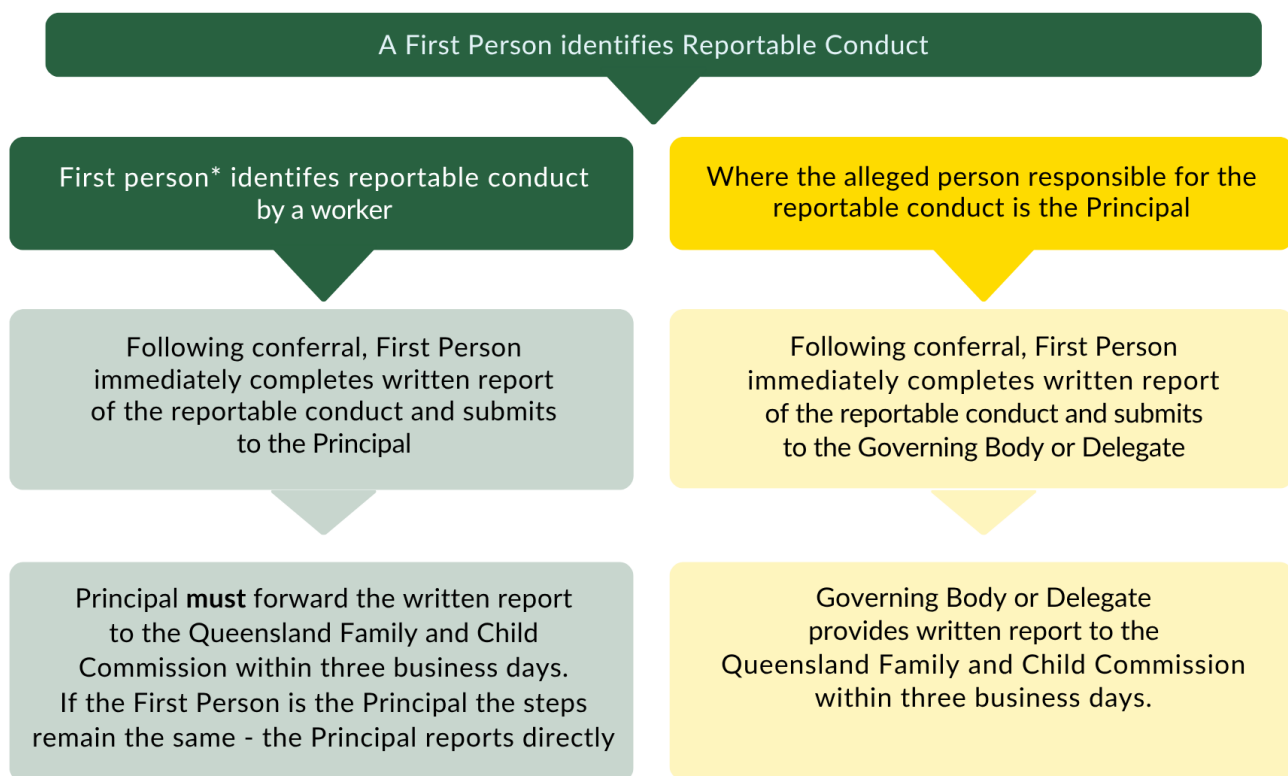 A First Person identifies Reportable Conduct
First person* identifes reportable conduct
by a worker
Following conferral, First Person
immediately completes written report
of the reportable conduct and submits
to the Principal
Principal must forward the written report
to the Queensland Family and Child
Commission within three business days.
If the First Person is the Principal the steps
remain the same - the Principal reports directly
Where the alleged person responsible for the
reportable conduct is the Principal
Following conferral, First Person
immediately completes written report
of the reportable conduct and submits
to the Governing Body or Delegate
Governing Body or Delegate
provides written report to the
Queensland Family and Child Commission
within three business days.